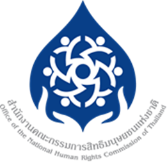 สำนักงานคณะกรรมการสิทธิมนุษยชนแห่งชาติ
Office of the National Human Rights Commission of Thailand